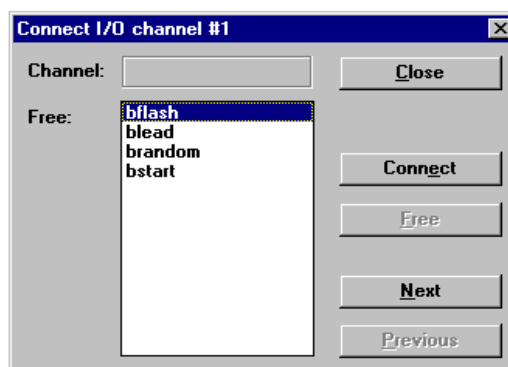 Connect I/O channel #1
Channel:
Close
Free:
bflash
blead
brandom
bstart
Connect
Free
Next
Previous